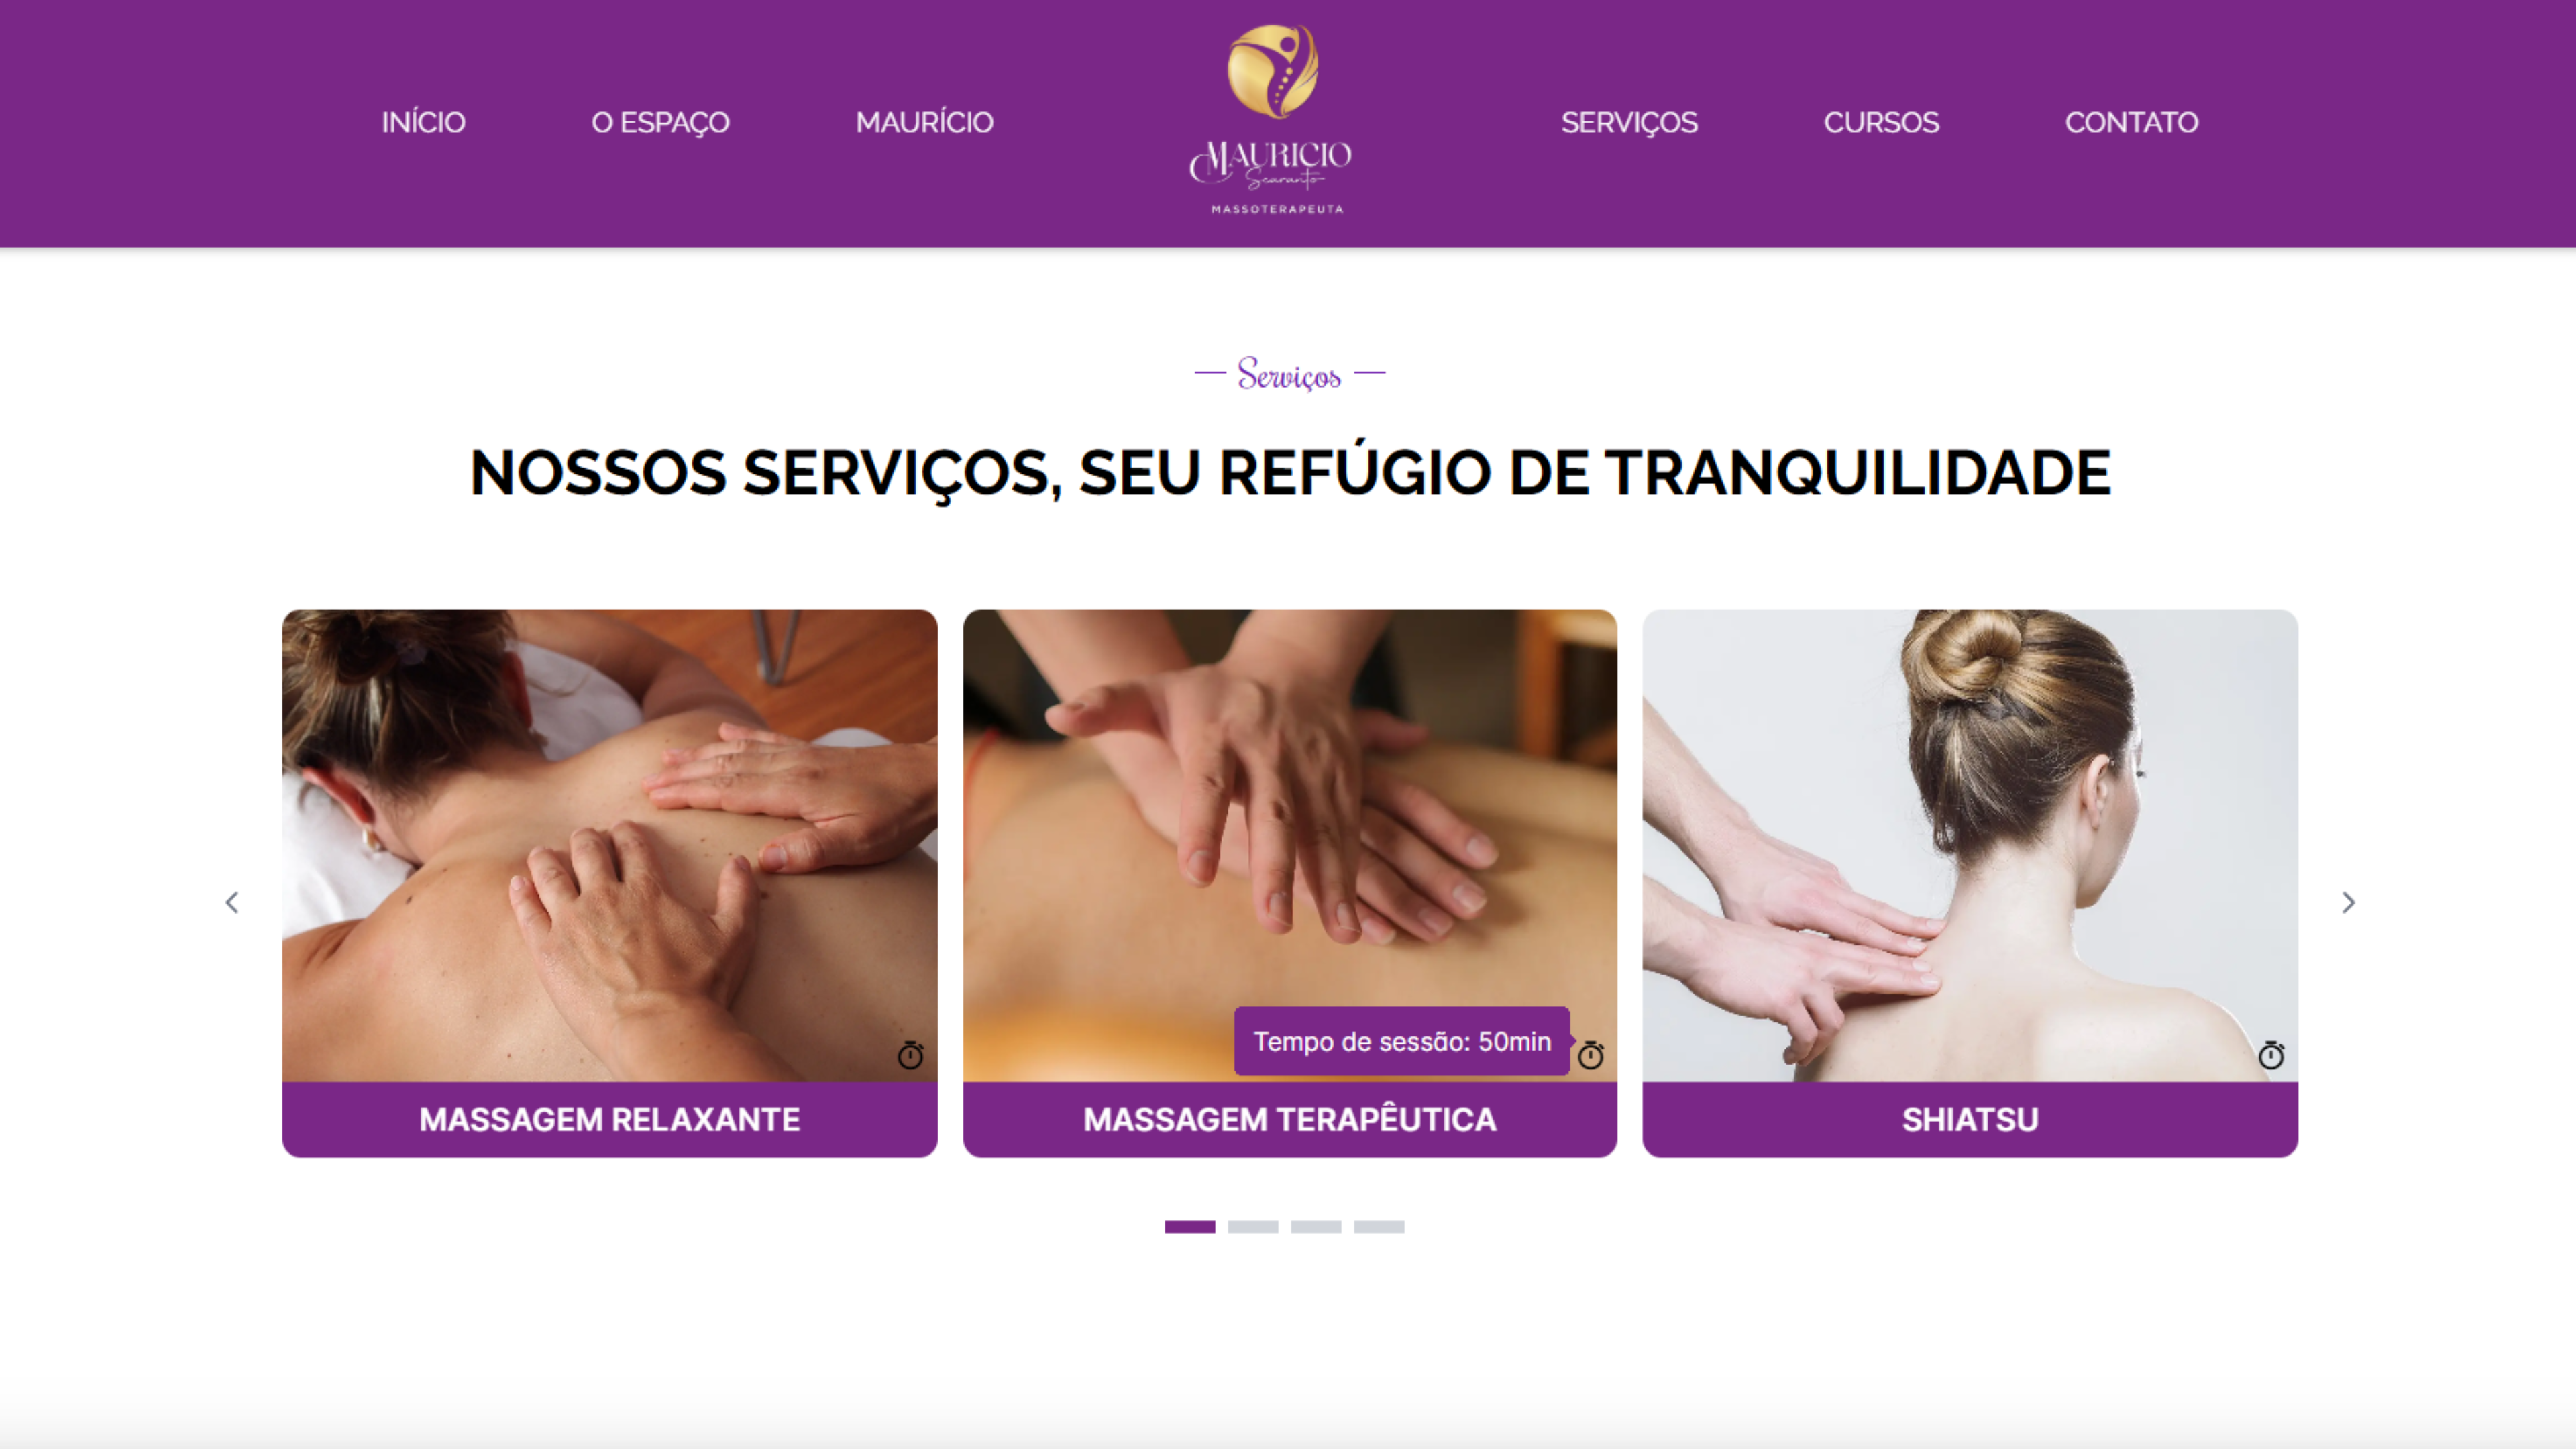 INÍCIO
O ESPAÇO
MAURÍCIO
MAURICIO
Scaranto
MASSOTERAPEUTA
SERVIÇOS
CURSOS
CONTATO
Serviços
NOSSOS SERVIÇOS, SEU REFÚGIO DE TRANQUILIDADE
Tempo de sessão: 50min
MASSAGEM RELAXANTE
MASSAGEM TERAPÊUTICA
SHIATSU